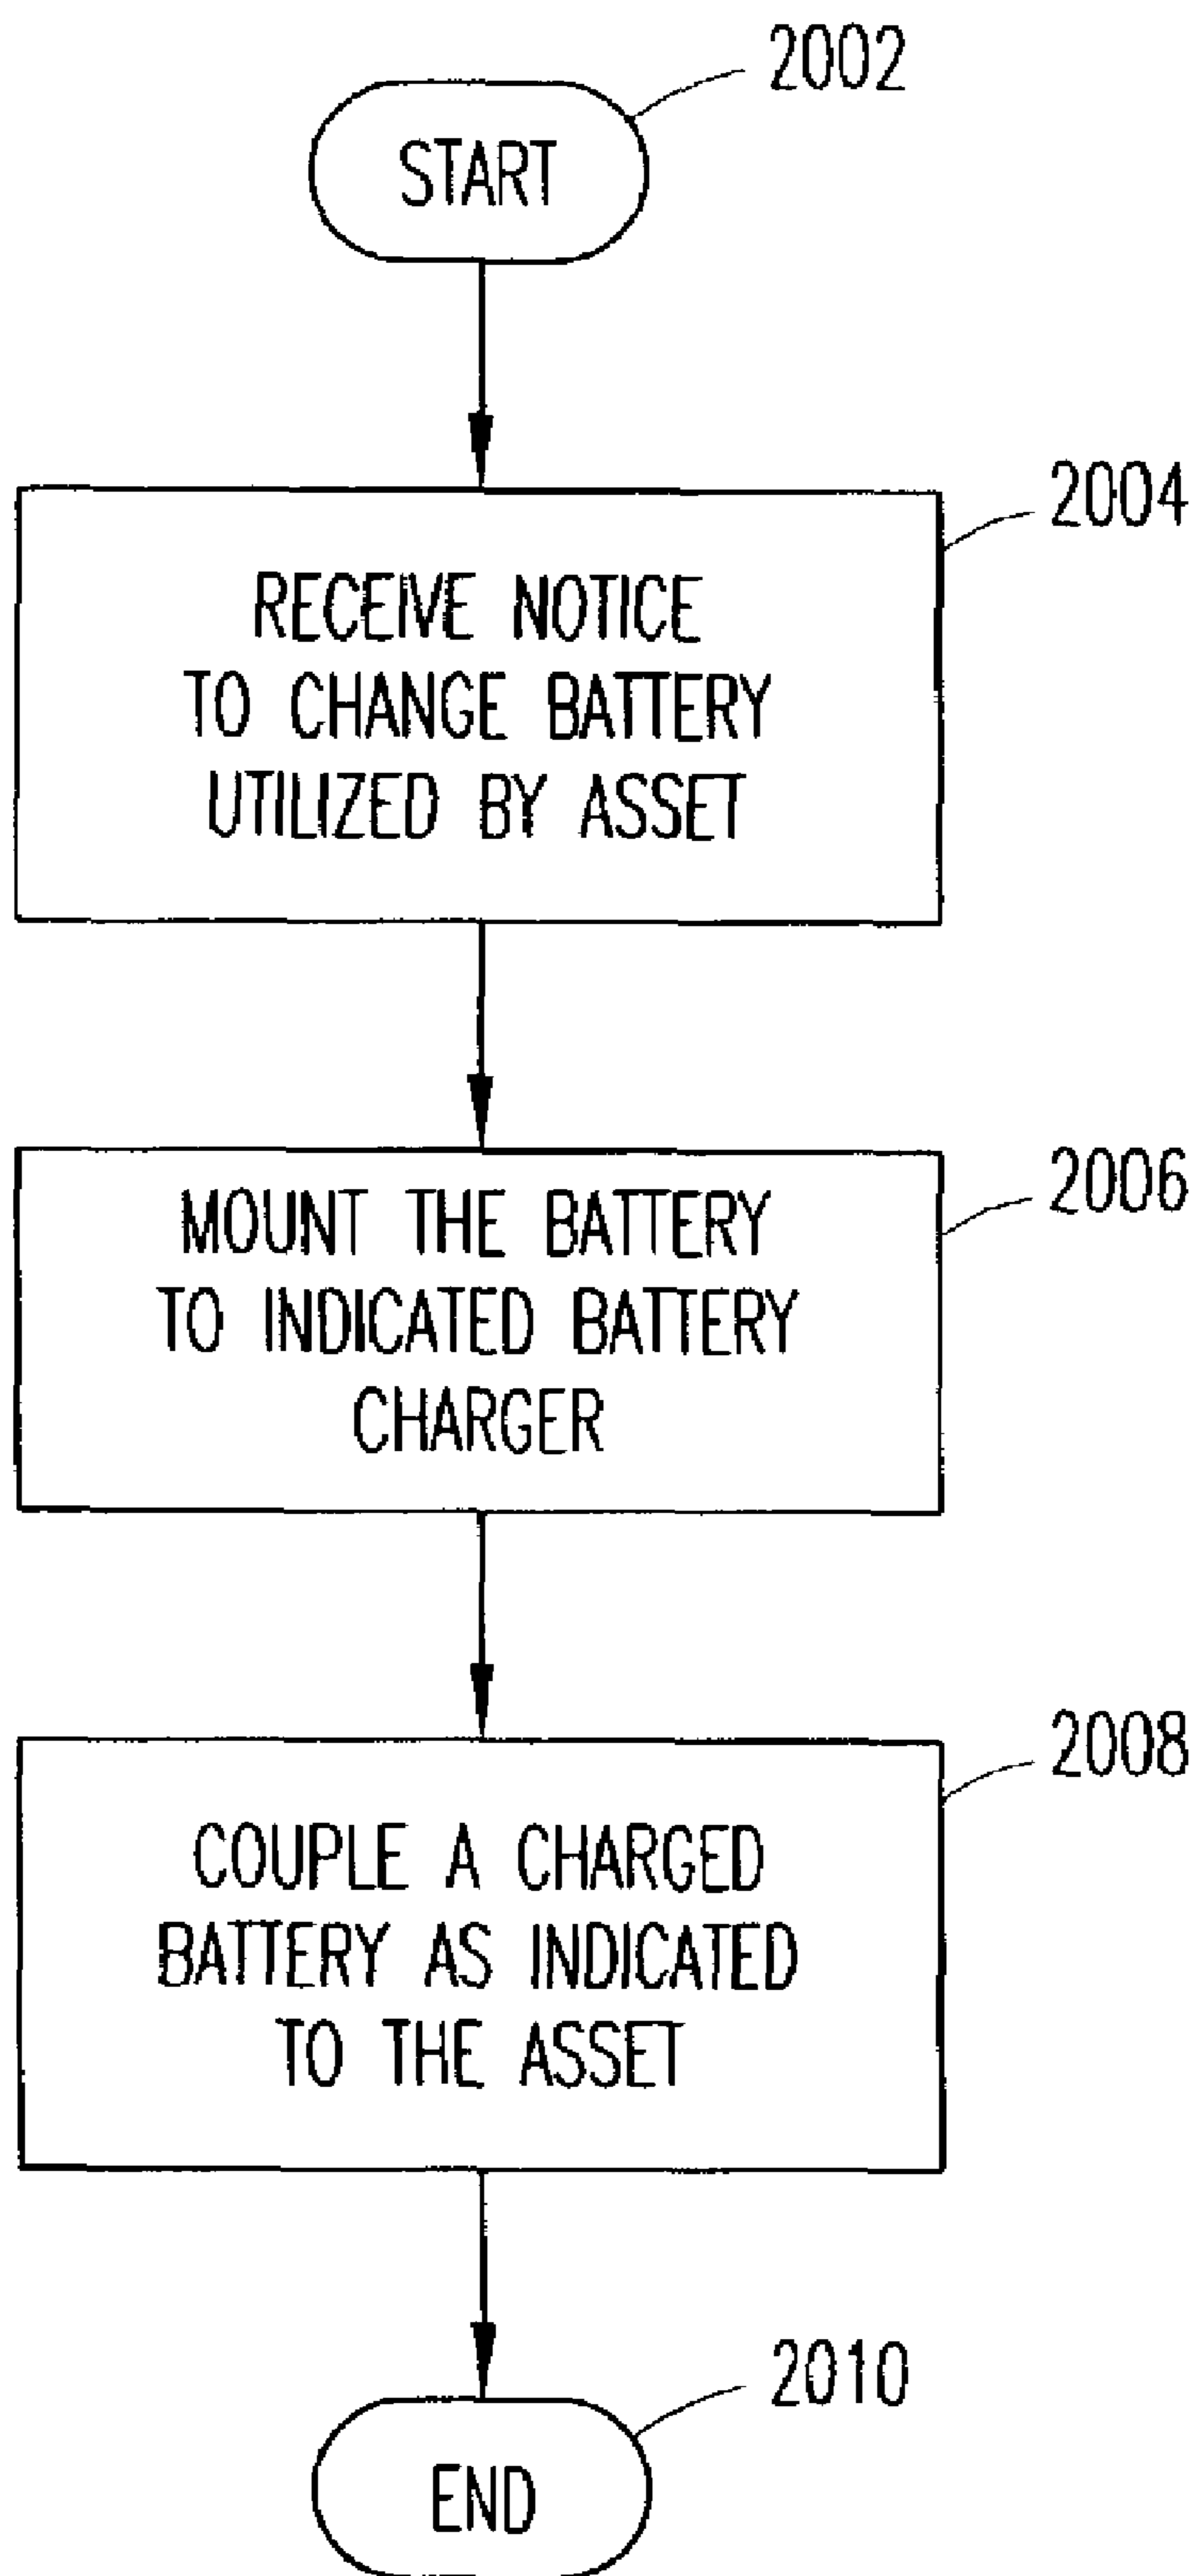 2002
START
2004
RECEIVE NOTICE
TO CHANGE BATTERY
UTILIZED BY ASSET
2006
MOUNT THE BATTERY
TO INDICATED BATTERY
CHARGER
2008
COUPLE A CHARGED
BATTERY AS INDICATED
TO THE ASSET
2010
END